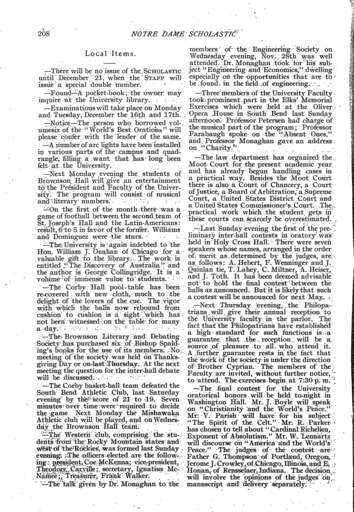 208 NOTRE DAME SCHOLASTIC
Local Items.
—There will be no issue of the SCHOLASTIC
until December 21, when the STAFF will
issue a special double number.
—Found—A pocket-book; the owner may
inquire at the University library.
—Examinations will take place on Monday
and Tuesday, December the 16th and 17th.
—Notice—The person who borrowed vol-
umesix of the "World's Best Orations" will
please confer with the lender of the same.
—A number of arc lights have been installed
in various parts of the campus and quad-
rangle, filling a want that has long been
felt at the University.
—Next Monday evening the students of
Brownson Hall will give an entertainment
to the President and Faculty of the Univer-
sity. The program will consist of musical
and literary numbers.
—On the first of the month there was a
game of football between the second team of
St. Joseph's Hall and the Latin-Americans:
result, 6 to 5 in favor of the former. Williams
and Dominguez were the stars.
—The University is again indebted to the
Hon. William J. Onahan of Chicago for a
valuable gift to the library. The work is
entitled "The Discovery of Australia" and
the author is George Collingridge. It is a
volume of immense value to students.
—The Corby Hall pool-table has been
re-covered with new cloth, much to the
delight of the lovers of the cue. The vigor
with which the balls now rebound from
cushion to cushion is a sight which has
not been witnessed on the table for many
a day.
—The Brownson Literary and Debating
Society has purchased six of Bishop Spald-
ing's books for the use of its members. No
meeting of the society was held on Thanks-
giving Day or on last Thursday. At the next
meeting the question for the inter-hall debate
will be discussed.
—The Corby basket-ball team defeated the
South Bend Athletic Club, last Saturday
evening by the score of 21 to 19. Seven
minutes over time were required to decide
the game. Next Monday the Mishawaka
Athletic club will be played, and on Wednes-
day the Brownson Hall team.
—The Western club, comprising the stu-
dents from the Rocky Mountain states and
west of the Rockies, was formed last Sunday
evening. The officers elected are the follow-
ing: president, Coe McKenna; vice-president,
Theodore Carville; secretary, Ignatius Mc-
Namee; Treasurer, Frank Walker.
—The talk given by Dr. Monaghan to the
members of the Engineering Society on
Wednesday evening, Nov. 28th was well
attended. Dr. Monaghan took for his sub-
ject "Engineering and Economics," dwelling
especially on the opportunities that are to
be found in the field of engineering.
—Three members of the University Faculty
took prominent part in the Elks' Memorial
Exercises which were held at the Oliver
Opera House in South Bend last Sunday
afternoon. Professor Petersen had charge of
the musical part of the program; Professor
Farabaugh spoke on the "Absent Ones,"
and Professor Monaghan gave an address
on "Charity."
—The law department has organized the
Moot Court for the present academic year
and has already begun handling cases in
a practical way. Besides the Moot Court
there is also a Court of Chancery, a Court
of Justice, a Board of Arbitration, a Supreme
Court, a United States District Court and
a United States Commissioner's Court. The
practical work which the student gets in
these courts can scarcely be overestimated.
—Last Sunday evening the first of the pre-
liminary inter-hall contests in oratory was
held in Holy Cross Hall. There were seven
speakers whose names, arranged in the order
of merit as determined by the judges, are
as follows: A. Hebert, F. Wenninger and J.
Quinlan tie, T. Lahey, C. Miltner, A. Heiser,
and J. Toth. It has been deemed advisable
not to hold the final contest between the
halls as announced. But it is likely that such
a contest will be announced for next May.
—Next Thursday evening, the Philopa-
trians will give their annual reception to
the University faculty in the parlor. The
fact that the Philopatrians have established
a high standard for such functions is a
guarantee that the reception will be a
source of pleasure to all who attend it.
A further guarantee rests in the fact that
the work of the society is under the direction
of Brother Cyprian. The members of the
Faculty are invited, without further notice,
to attend. The exercises begin at 7:30 p. m.
—The final contest for the University
oratorical honors will be held to-night in
Washington Hall. Mr. J. Boyle will speak
on "Christianity and the World's Peace."
Mr. V. Parish will have for his subject
"The Spirit of the Celt." Mr. R. Parker
has chosen to tell about "Cardinal Richelieu,
Exponent of Absolutism." Mr. W. Lennartz
will discourse on "America and the World's
Peace." The judges of the contest are
Father G. Thompson of Portland, Oregon,
Jerome J. Crowley, of Chicago, Illinois, and E.
Honan, of Rensselaer, Indiana. The decision
will involve the opinions of the judges on
manuscript and delivery separately.